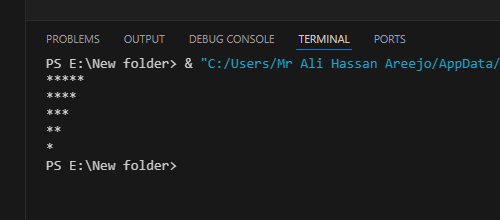 PROBLEMS OUTPUT DEBUG CONSOLE TERMINAL PORTS
PS E:\New folder> & "C:/Users/Mr Ali Hassan Areejo/AppData/
*****
****
***
**
*
PS E:\New folder>